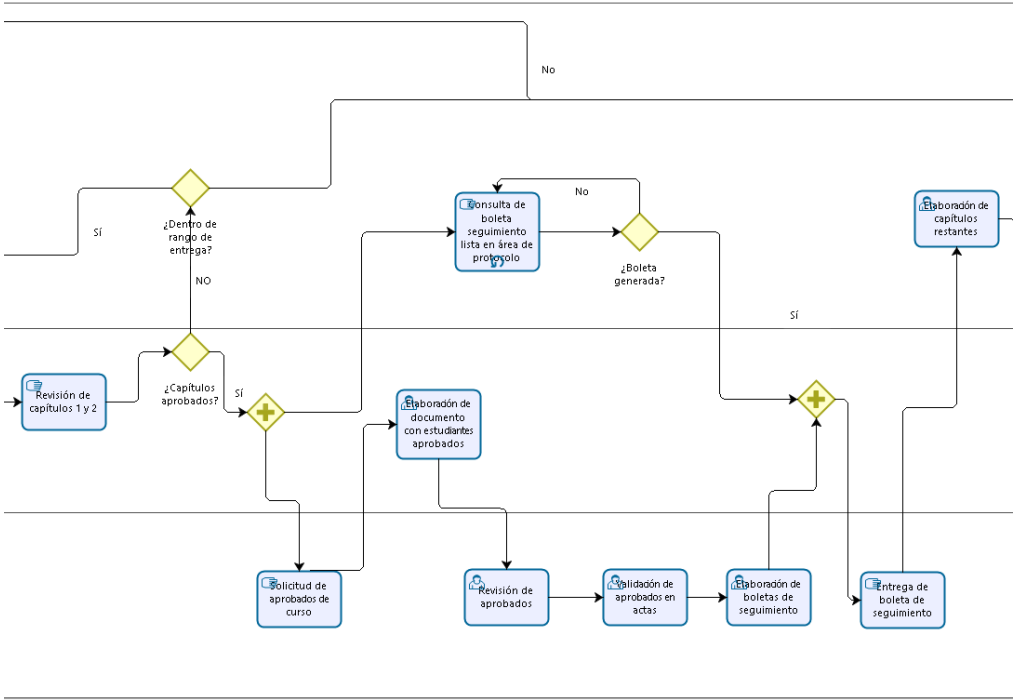 No
¿Dentro de
rango de
entrega?
Sí
NO
Consulta de
boleta
seguimiento
lista en área de
protocolo
No
¿Boleta
generada?
Elaboración de
capítulos
restantes
Sí
Revisión de
capítulos 1 y 2
¿Capítulos
aprobados?
Sí
Elaboración de
documento
con estudiantes
aprobados
Solicitud de
aprobados de
curso
Revisión de
aprobados
Validación de
aprobados en
actas
Elaboración de
boletas de
seguimiento
Entrega de
boleta de
seguimiento